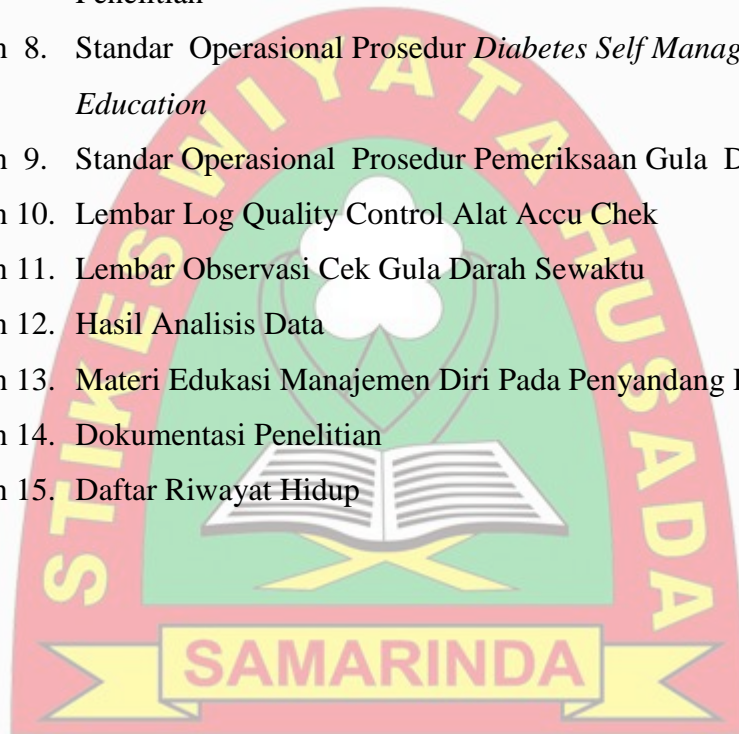 Penelitian
n 8. Standar Operasional Prosedur Diabetes Self Manag
Education
n 9. Standar Operasional Prosedur Pemeriksaan Gula D
n 10. Lembar Log Quality Control Alat Accu Chek
n 11. Lembar Observasi Cek Gula Darah Sewaktu
n 12. Hasil Analisis Data
n 13. Materi Edukasi Manajemen Diri Pada Penyandang
n 14. Dokumentasi Penelitian
n 15. Daftar Riwayat Hidup
STIKES WIYATA HUSADA
SAMARINDA